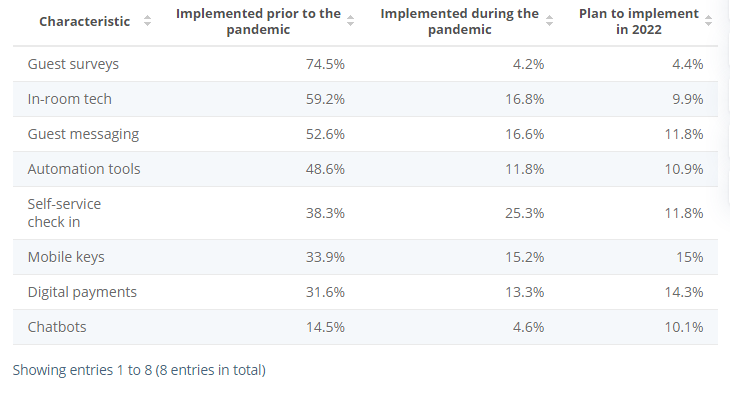 Characteristic Implemented prior to the pandemic Implemented during the pandemic Plan to implement in 2022
Guest surveys 74.5% 4.2% 4.4%
In-room tech 59.2% 16.8% 9.9%
Guest messaging 52.6% 16.6% 11.8%
Automation tools 48.6% 11.8% 10.9%
Self-service
check in 38.3% 25.3% 11.8%
Mobile keys 33.9% 15.2% 15%
Digital payments 31.6% 13.3% 14.3%
Chatbots 14.5% 4.6% 10.1%
Showing entries 1 to 8 (8 entries in total)